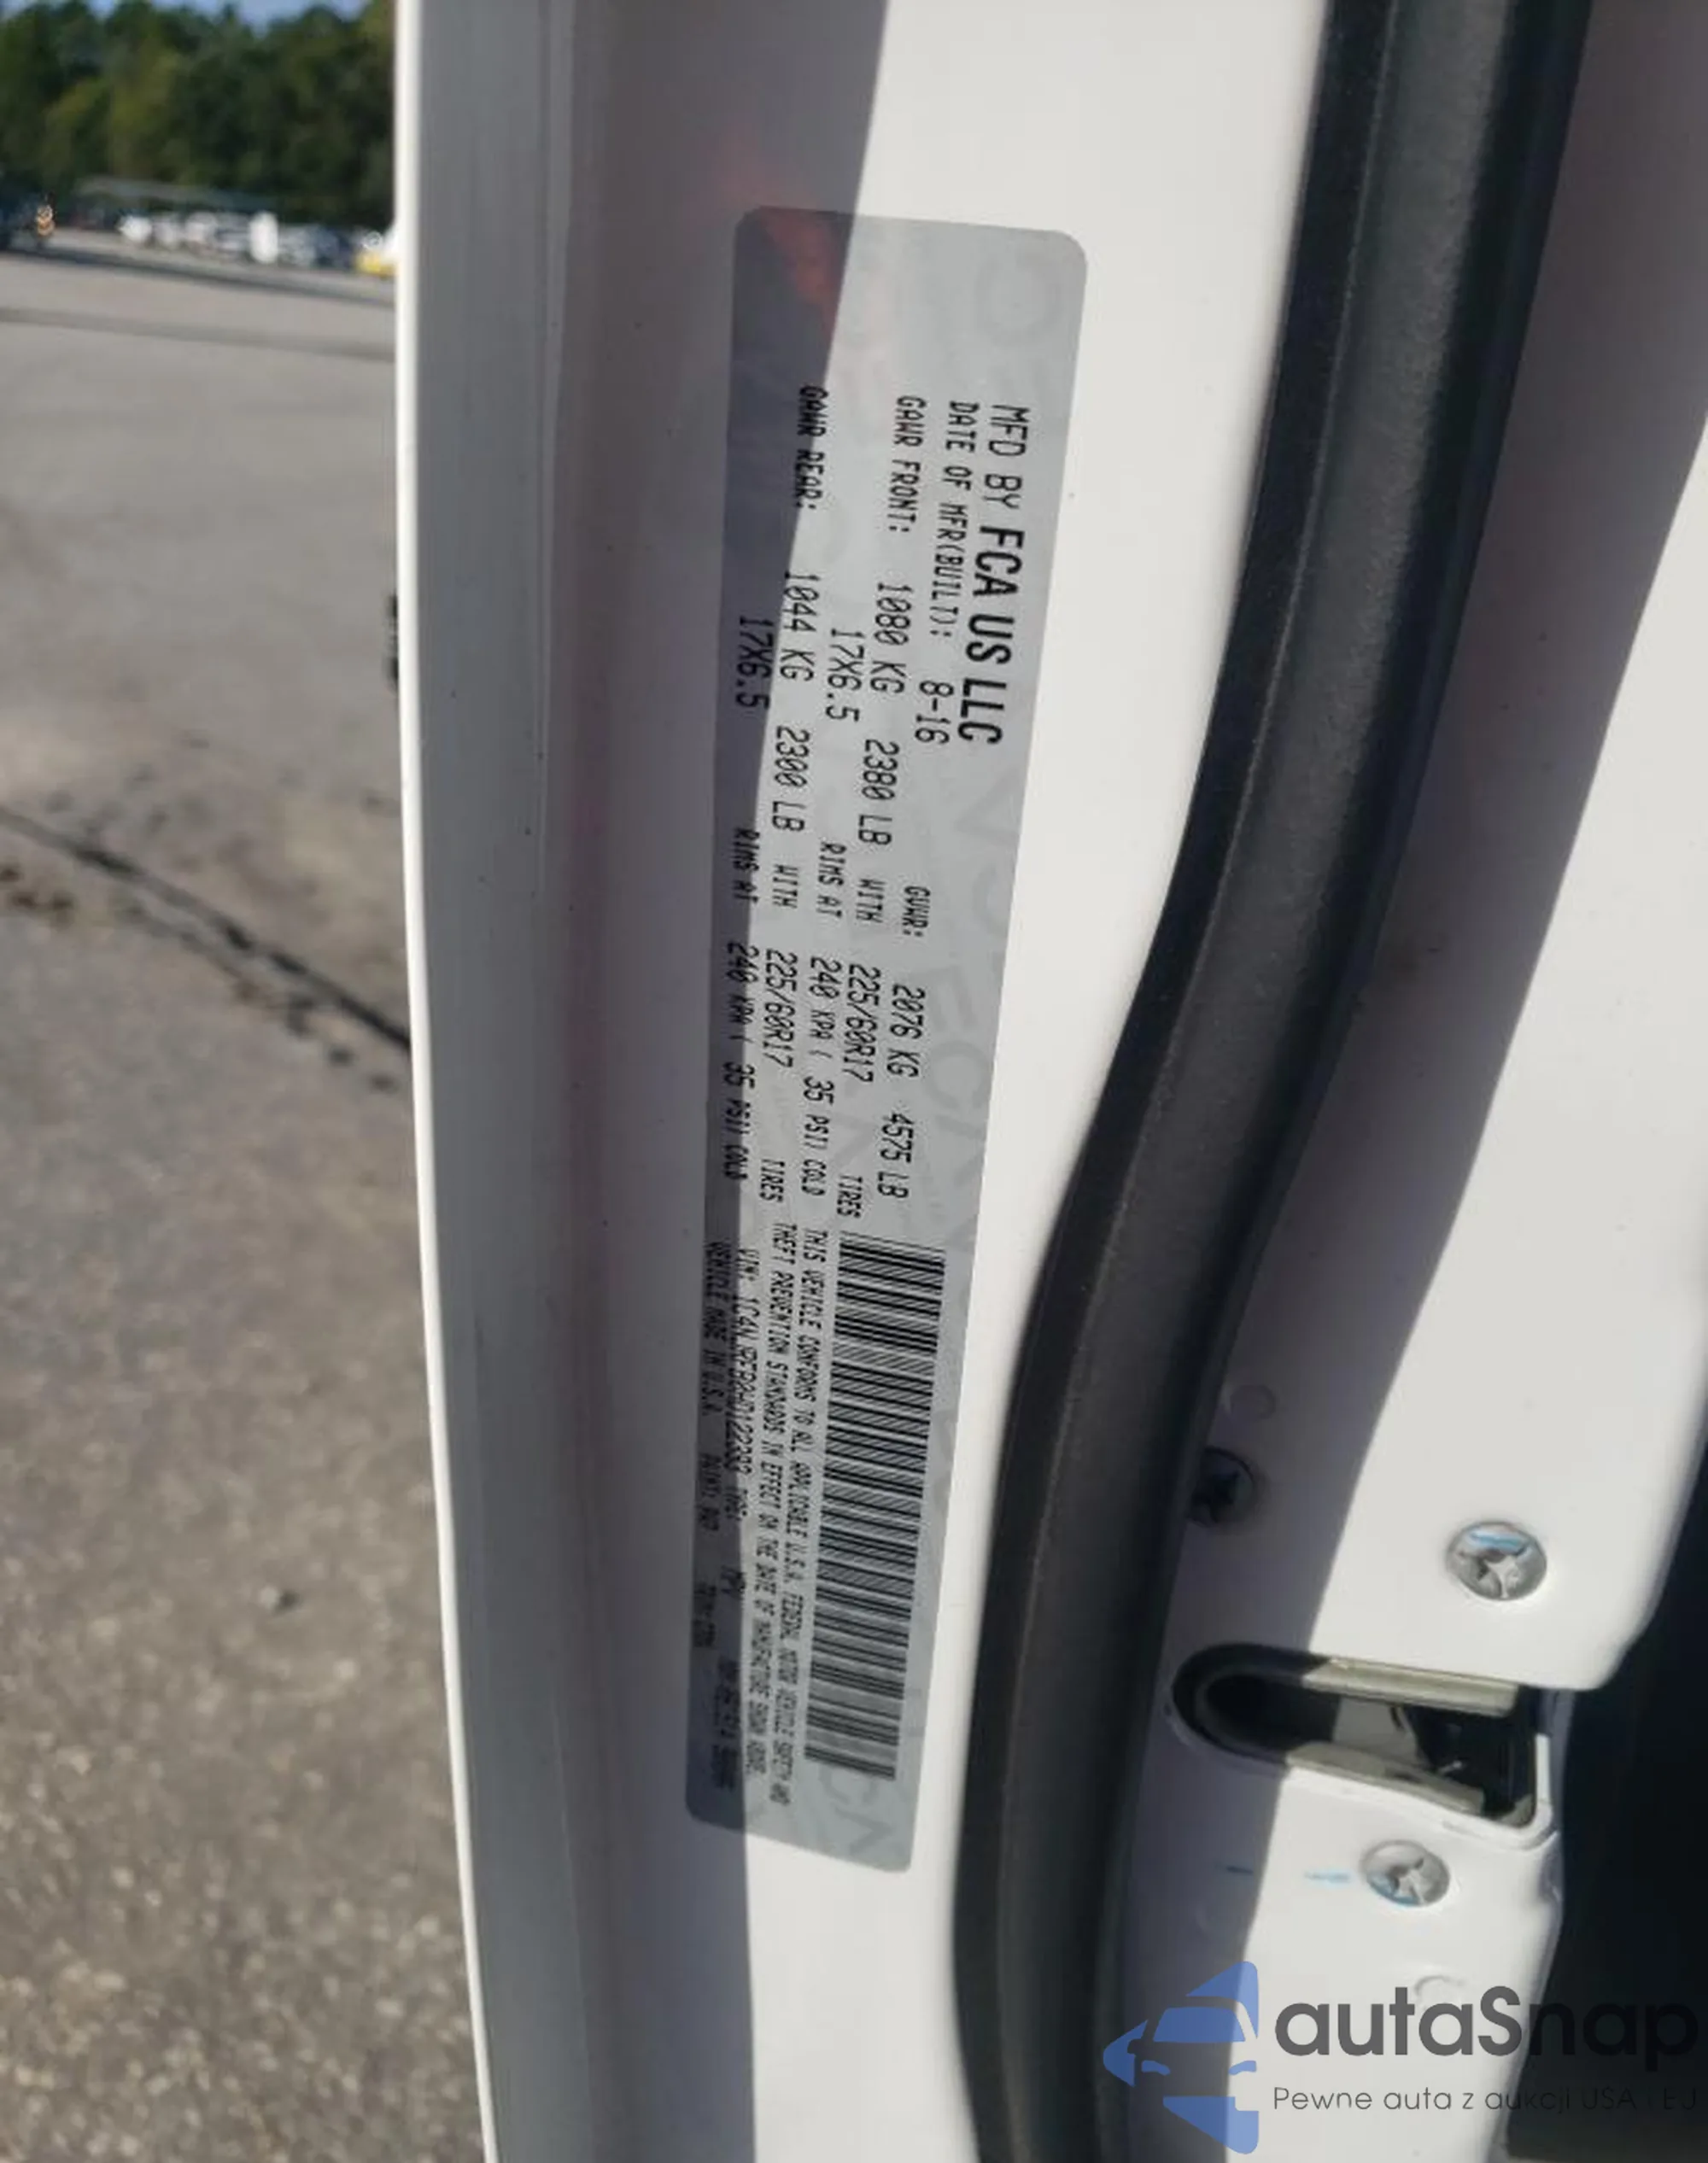 MFD BY FCA US LLC
DATE OF MFR(BUILT): 8-16 GVWR: 2076 KG 4575 LB
GAWR FRONT: 1080 KG 2380 LB WITH 225/60R17 TIRES
17X6.5 RIMS AT 240 KPA( 35 PSI) COLD
GAWR REAR: 1044 KG 2300 LB WITH 225/60R17 TIRES
17X6.5 RIMS AT 240 KPA( 35 PSI) COLD
THIS VEHICLE CONFORMS TO ALL APPLICABLE U.S.A. FEDERAL MOTOR VEHICLE SAFETY AND
THEFT PREVENTION STANDARDS IN EFFECT ON THE DATE OF MANUFACTURE SHOWN ABOVE.
VIN:
VEHICLE MADE IN U.S.A. PAINT:
autaSnap
Pewne auta z aukcji USA i EJ